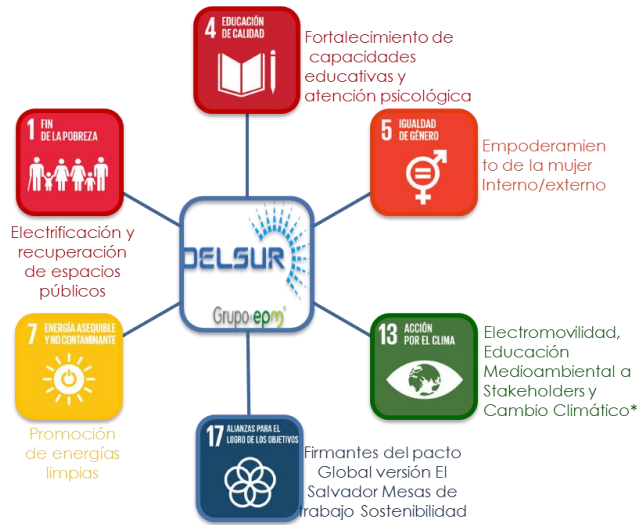 4 EDUCACIÓN
DE CALIDAD
Fortalecimiento de
capacidades
educativas y
atención psicológica
1 FIN
DE LA POBREZA
Electrificación y
recuperación
de espacios
públicos
5 IGUALDAD
DE GÉNERO
Empoderamien
to de la mujer
Interno/externo
DELSUR
Grupo epm®
7 ENERGÍA ASEQUIBLE
Y NO CONTAMINANTE
Promoción
de energías
limpias
13 ACCIÓN
POR EL CLIMA
Electromovilidad,
Educación
Medioambiental a
Stakeholders y
Cambio Climático*
17 ALIANZAS PARA EL
LOGRO DE LOS OBJETIVOS
Firmantes del pacto
Global versión El
Salvador Mesas de
trabajo Sostenibilidad